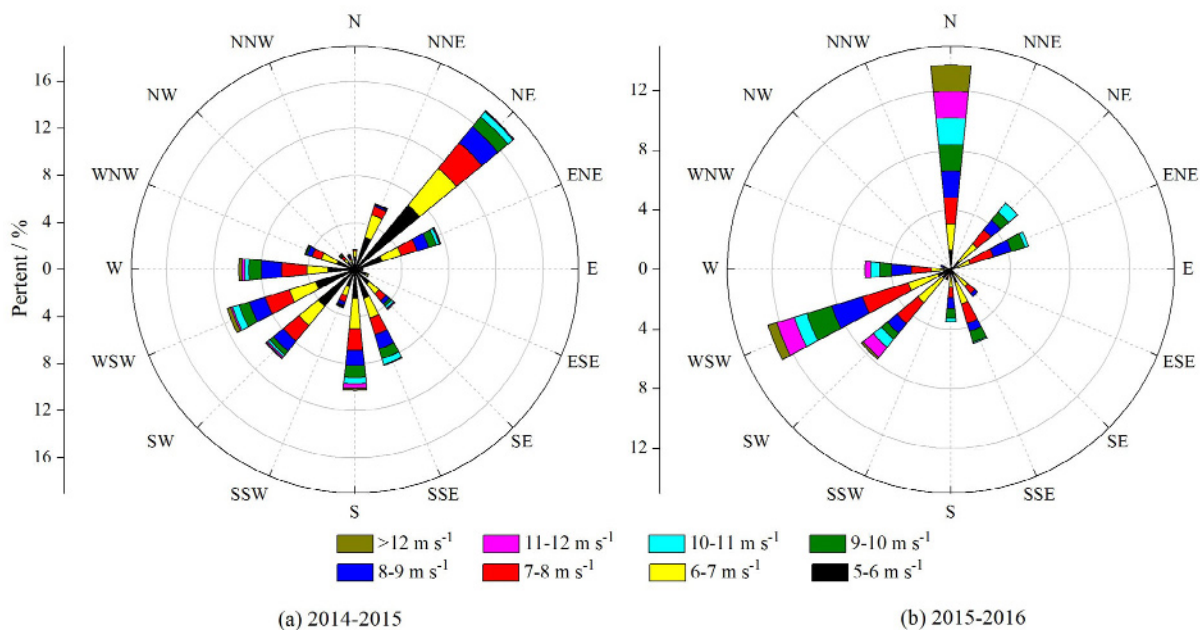 N
NNE
NE
ENE
E
ESE
SE
SSE
S
SSW
SW
WSW
W
WNW
NW
NNW
Pertent / %
16
12
8
4
0
4
8
12
16
N
NNE
NE
ENE
E
ESE
SE
SSE
S
SSW
SW
WSW
W
WNW
NW
NNW
12
8
4
0
4
8
12
>12 m s⁻¹ 11-12 m s⁻¹ 10-11 m s⁻¹ 9-10 m s⁻¹
8-9 m s⁻¹ 7-8 m s⁻¹ 6-7 m s⁻¹ 5-6 m s⁻¹
(a) 2014-2015 (b) 2015-2016